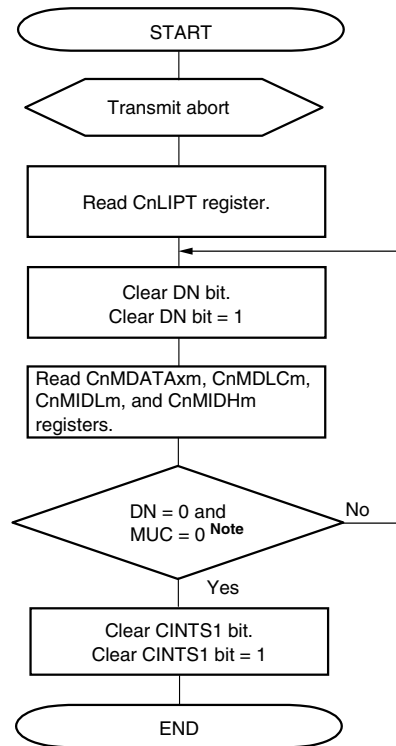 START
Transmit abort
Read CnLIPT register.
Clear DN bit.
Clear DN bit = 1
Read CnMDATAxm, CnMDLCm,
CnMIDLm, and CnMIDHm
registers.
DN = 0 and
MUC = 0 Note
No
Yes
Clear CINTS1 bit.
Clear CINTS1 bit = 1
END